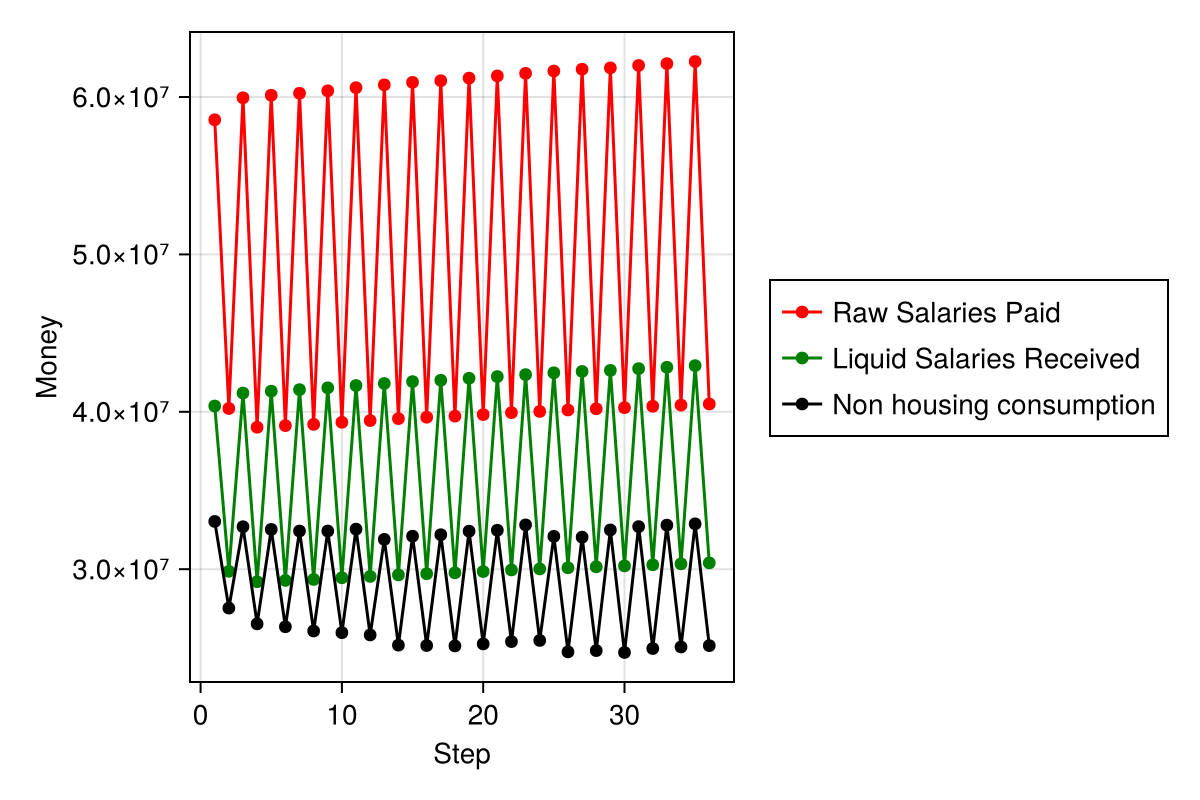 6.0×10⁷
5.0×10⁷
4.0×10⁷
3.0×10⁷
Money
0 10 20 30
Step
Raw Salaries Paid
Liquid Salaries Received
Non housing consumption